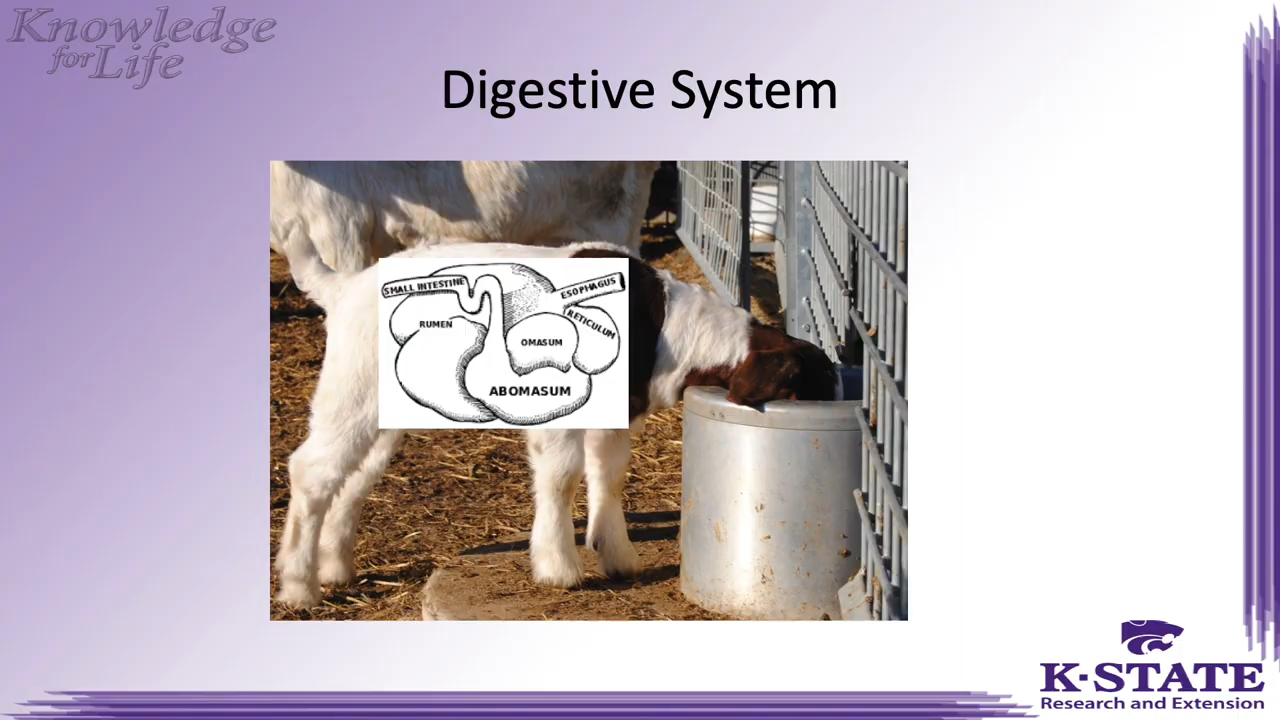 Knowledge
for Life
Digestive System
SMALL INTESTINE
ESOPHAGUS
RETICULUM
RUMEN
OMASUM
ABOMASUM
K-STATE
Research and Extension